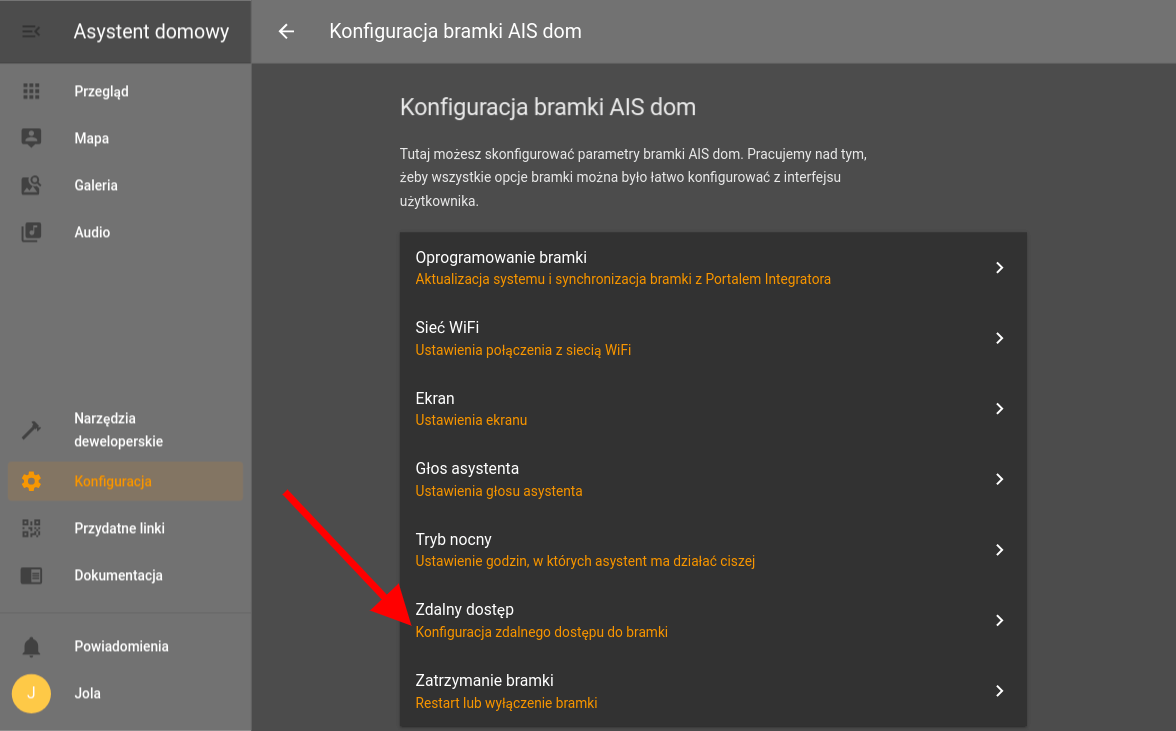 Asystent domowy
Przegląd
Mapa
Galeria
Audio
Narzędzia
deweloperskie
Konfiguracja
Przydatne linki
Dokumentacja
Powiadomienia
J
Jola
Konfiguracja bramki AIS dom
Konfiguracja bramki AIS dom
Tutaj możesz skonfigurować parametry bramki AIS dom. Pracujemy nad tym,
żeby wszystkie opcje bramki można było łatwo konfigurować z interfejsu
użytkownika.
Oprogramowanie bramki
Aktualizacja systemu i synchronizacja bramki z Portalem Integratora
Sieć WiFi
Ustawienia połączenia z siecią WiFi
Ekran
Ustawienia ekranu
Głos asystenta
Ustawienia głosu asystenta
Tryb nocny
Ustawienie godzin, w których asystent ma działać ciszej
Zdalny dostęp
Konfiguracja zdalnego dostępu do bramki
Zatrzymanie bramki
Restart lub wyłączenie bramki